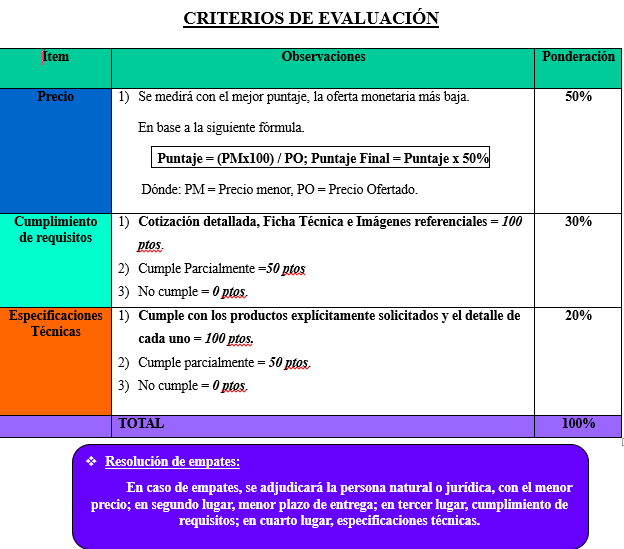 CRITERIOS DE EVALUACIÓN
Item
Observaciones
Ponderación
Precio
1) Se medirá con el mejor puntaje, la oferta monetaria más baja.
En base a la siguiente fórmula.
Puntaje = (PMx100) / PO; Puntaje Final = Puntaje x 50%
Dónde: PM = Precio menor, PO = Precio Ofertado.
50%
Cumplimiento
de requisitos
1) Cotización detallada, Ficha Técnica e Imágenes referenciales = 100
ptos.
2) Cumple Parcialmente =50 ptos
3) No cumple = 0 ptos.
30%
Especificaciones
Técnicas
1) Cumple con los productos explícitamente solicitados y el detalle de
cada uno = 100 ptos.
2) Cumple parcialmente = 50 ptos.
3) No cumple = 0 ptos.
20%
TOTAL
100%
❖ Resolución de empates:
En caso de empates, se adjudicará la persona natural o jurídica, con el menor
precio; en segundo lugar, menor plazo de entrega; en tercer lugar, cumplimiento de
requisitos; en cuarto lugar, especificaciones técnicas.